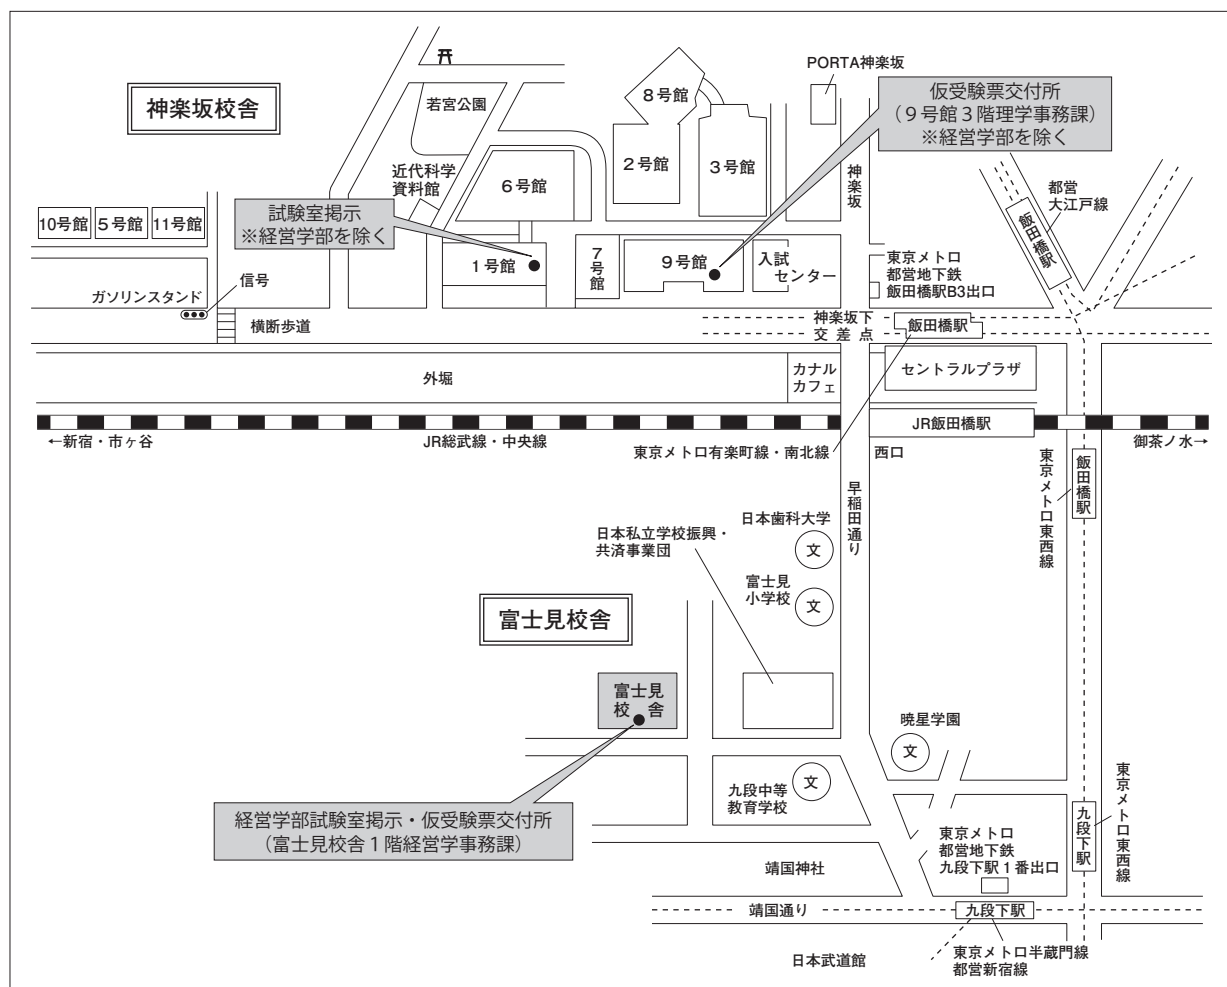 PORTA神楽坂
仮受験票交付所
（９号館３階理学事務課）
※経営学部を除く
神楽坂校舎
若宮公園
８号館
２号館
３号館
近代科学
資料館
６号館
神楽坂
都営
大江戸線
飯田橋駅
試験室掲示
※経営学部を除く
10号館
５号館
11号館
１号館
７号館
９号館
入試
センター
東京メトロ
都営地下鉄
飯田橋駅B3出口
ガソリンスタンド
信号
横断歩道
神楽坂下
交差点
飯田橋駅
外堀
カナル
カフェ
セントラルプラザ
JR飯田橋駅
←新宿・市ヶ谷
JR総武線・中央線
御茶ノ水→
東京メトロ有楽町線・南北線
西口
東京メトロ東西線
飯田橋駅
早稲田通り
日本歯科大学
文
日本私立学校振興・
共済事業団
富士見
小学校
文
富士見校舎
富士見
校舎
暁星学園
文
九段中等
教育学校
文
経営学部試験室掲示・仮受験票交付所
（富士見校舎１階経営学事務課）
東京メトロ
都営地下鉄
九段下駅１番出口
九段下駅
東京メトロ東西線
靖国神社
靖国通り
九段下駅
日本武道館
東京メトロ半蔵門線
都営新宿線